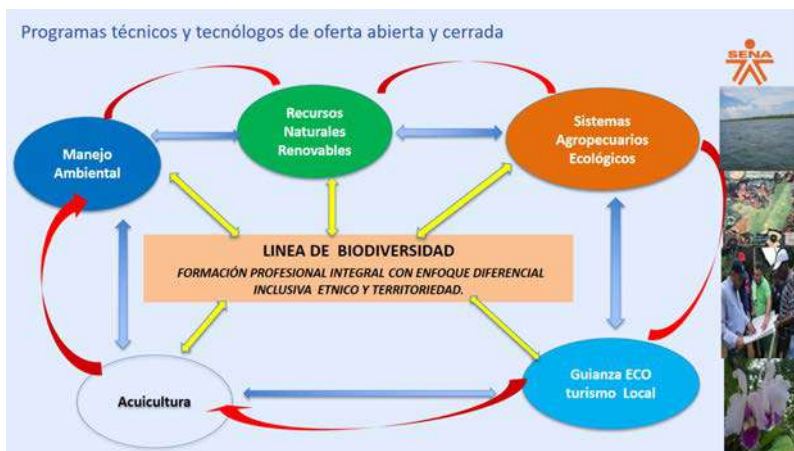 Programas técnicos y tecnólogos de oferta abierta y cerrada
SENA
Recursos
Naturales
Renovables
Sistemas
Agropecuarios
Ecológicos
Manejo
Ambiental
LINEA DE BIODIVERSIDAD
FORMACIÓN PROFESIONAL INTEGRAL CON ENFOQUE DIFERENCIAL
INCLUSIVA ETNICO Y TERRITORIEDAD.
Acuicultura
Guianza ECO
turismo Local